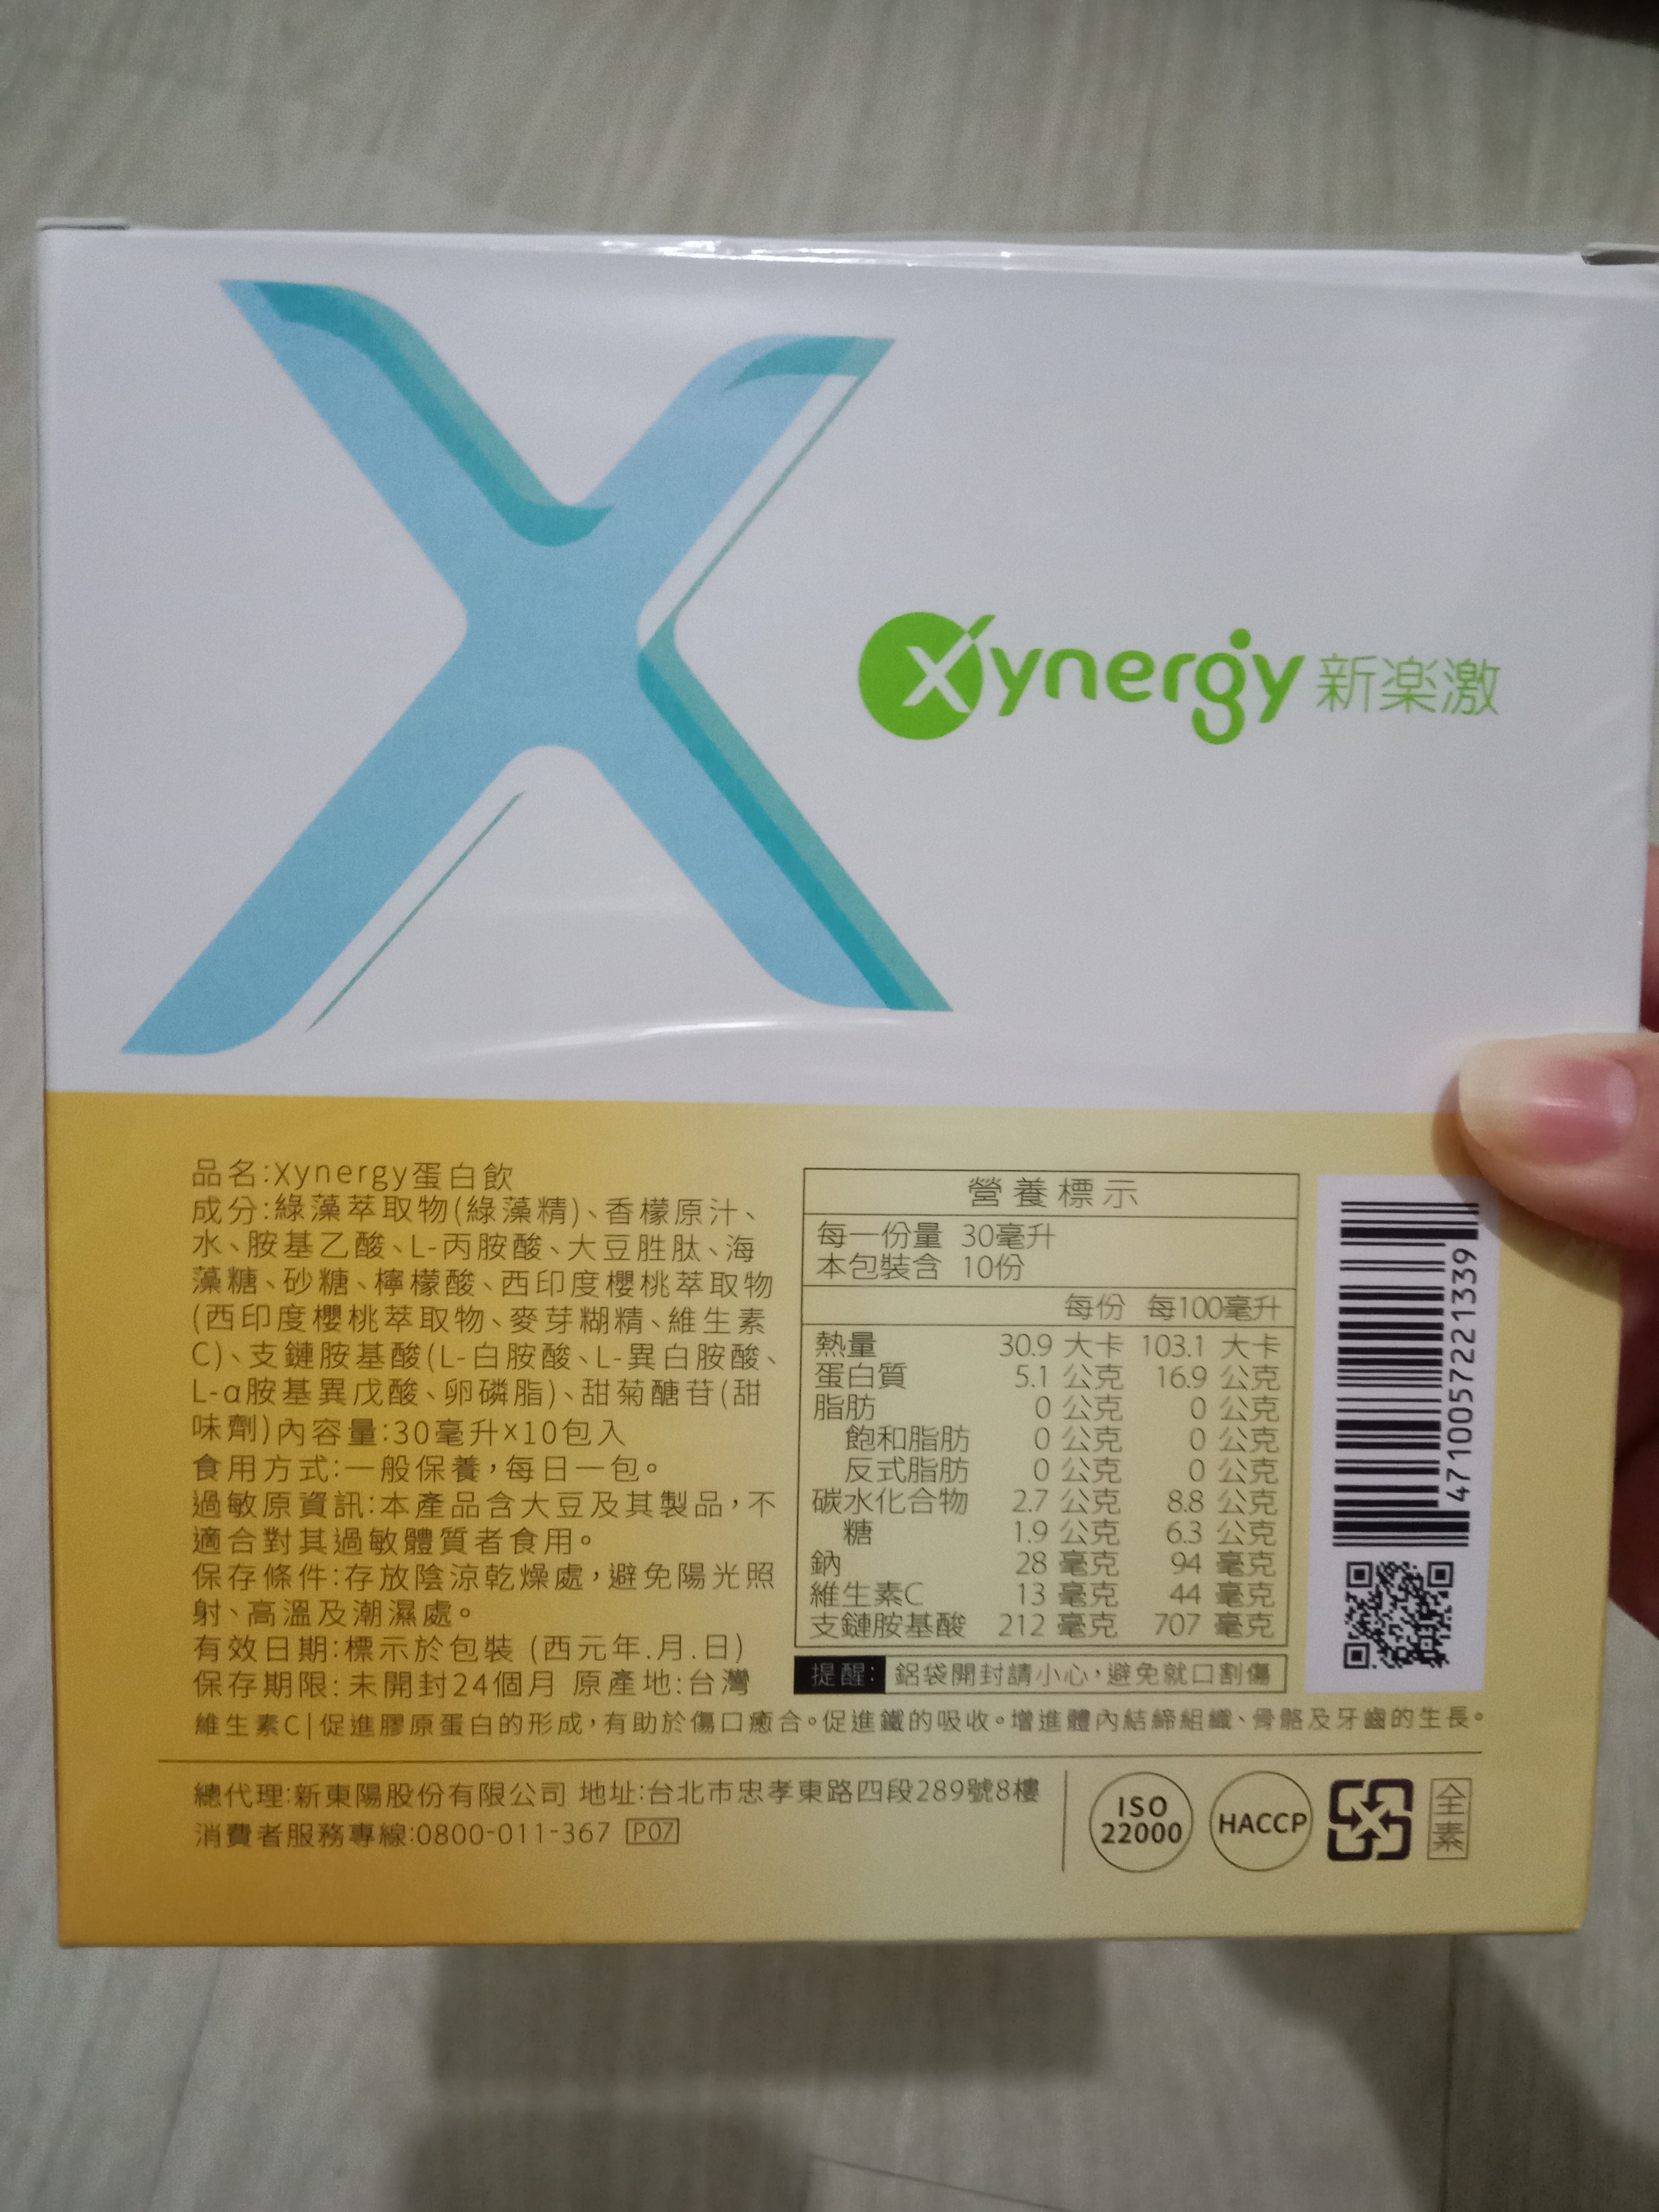 Xynergy 新楽激
品名:Xynergy蛋白飲
成分:綠藻萃取物(綠藻精)、香檬原汁、
水、胺基乙酸、L-丙胺酸、大豆胜肽、海
藻糖、砂糖、檸檬酸、西印度櫻桃萃取物
(西印度櫻桃萃取物、麥芽糊精、維生素
C)、支鏈胺基酸(L-白胺酸、L-異白胺酸、
L-α胺基異戊酸、卵磷脂)、甜菊醣苷(甜
味劑)內容量:30毫升x10包入
食用方式:一般保養,每日一包。
過敏原資訊:本產品含大豆及其製品,不
適合對其過敏體質者食用。
保存條件:存放陰涼乾燥處,避免陽光照
射、高溫及潮濕處。
有效日期:標示於包裝 (西元年.月.日)
保存期限: 未開封24個月 原產地:台灣
營養標示
每一份量 30毫升
本包裝含 10份
每份 每100毫升
熱量 30.9 大卡 103.1 大卡
蛋白質 5.1 公克 16.9 公克
脂肪 0 公克 0 公克
飽和脂肪 0 公克 0 公克
反式脂肪 0 公克 0 公克
碳水化合物 2.7 公克 8.8 公克
糖 1.9 公克 6.3 公克
鈉 28 毫克 94 毫克
維生素C 13 毫克 44 毫克
支鏈胺基酸 212 毫克 707 毫克
提醒: 鋁袋開封請小心,避免就口割傷
4710057221339
維生素C|促進膠原蛋白的形成,有助於傷口癒合。促進鐵的吸收。增進體內結締組織、骨骼及牙齒的生長。
總代理:新東陽股份有限公司 地址:台北市忠孝東路四段289號8樓
消費者服務專線:0800-011-367 P07
ISO
22000
HACCP
全素